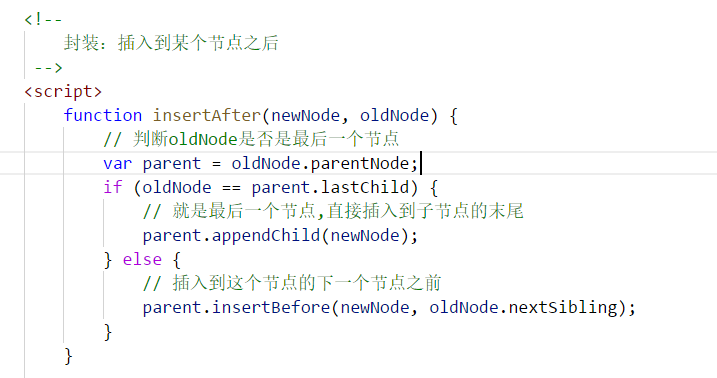 <!--
封装：插入到某个节点之后
-->
<script>
function insertAfter(newNode, oldNode) {
// 判断oldNode是否是最后一个节点
var parent = oldNode.parentNode;
if (oldNode == parent.lastChild) {
// 就是最后一个节点,直接插入到子节点的末尾
parent.appendChild(newNode);
} else {
// 插入到这个节点的下一个节点之前
parent.insertBefore(newNode, oldNode.nextSibling);
}
}